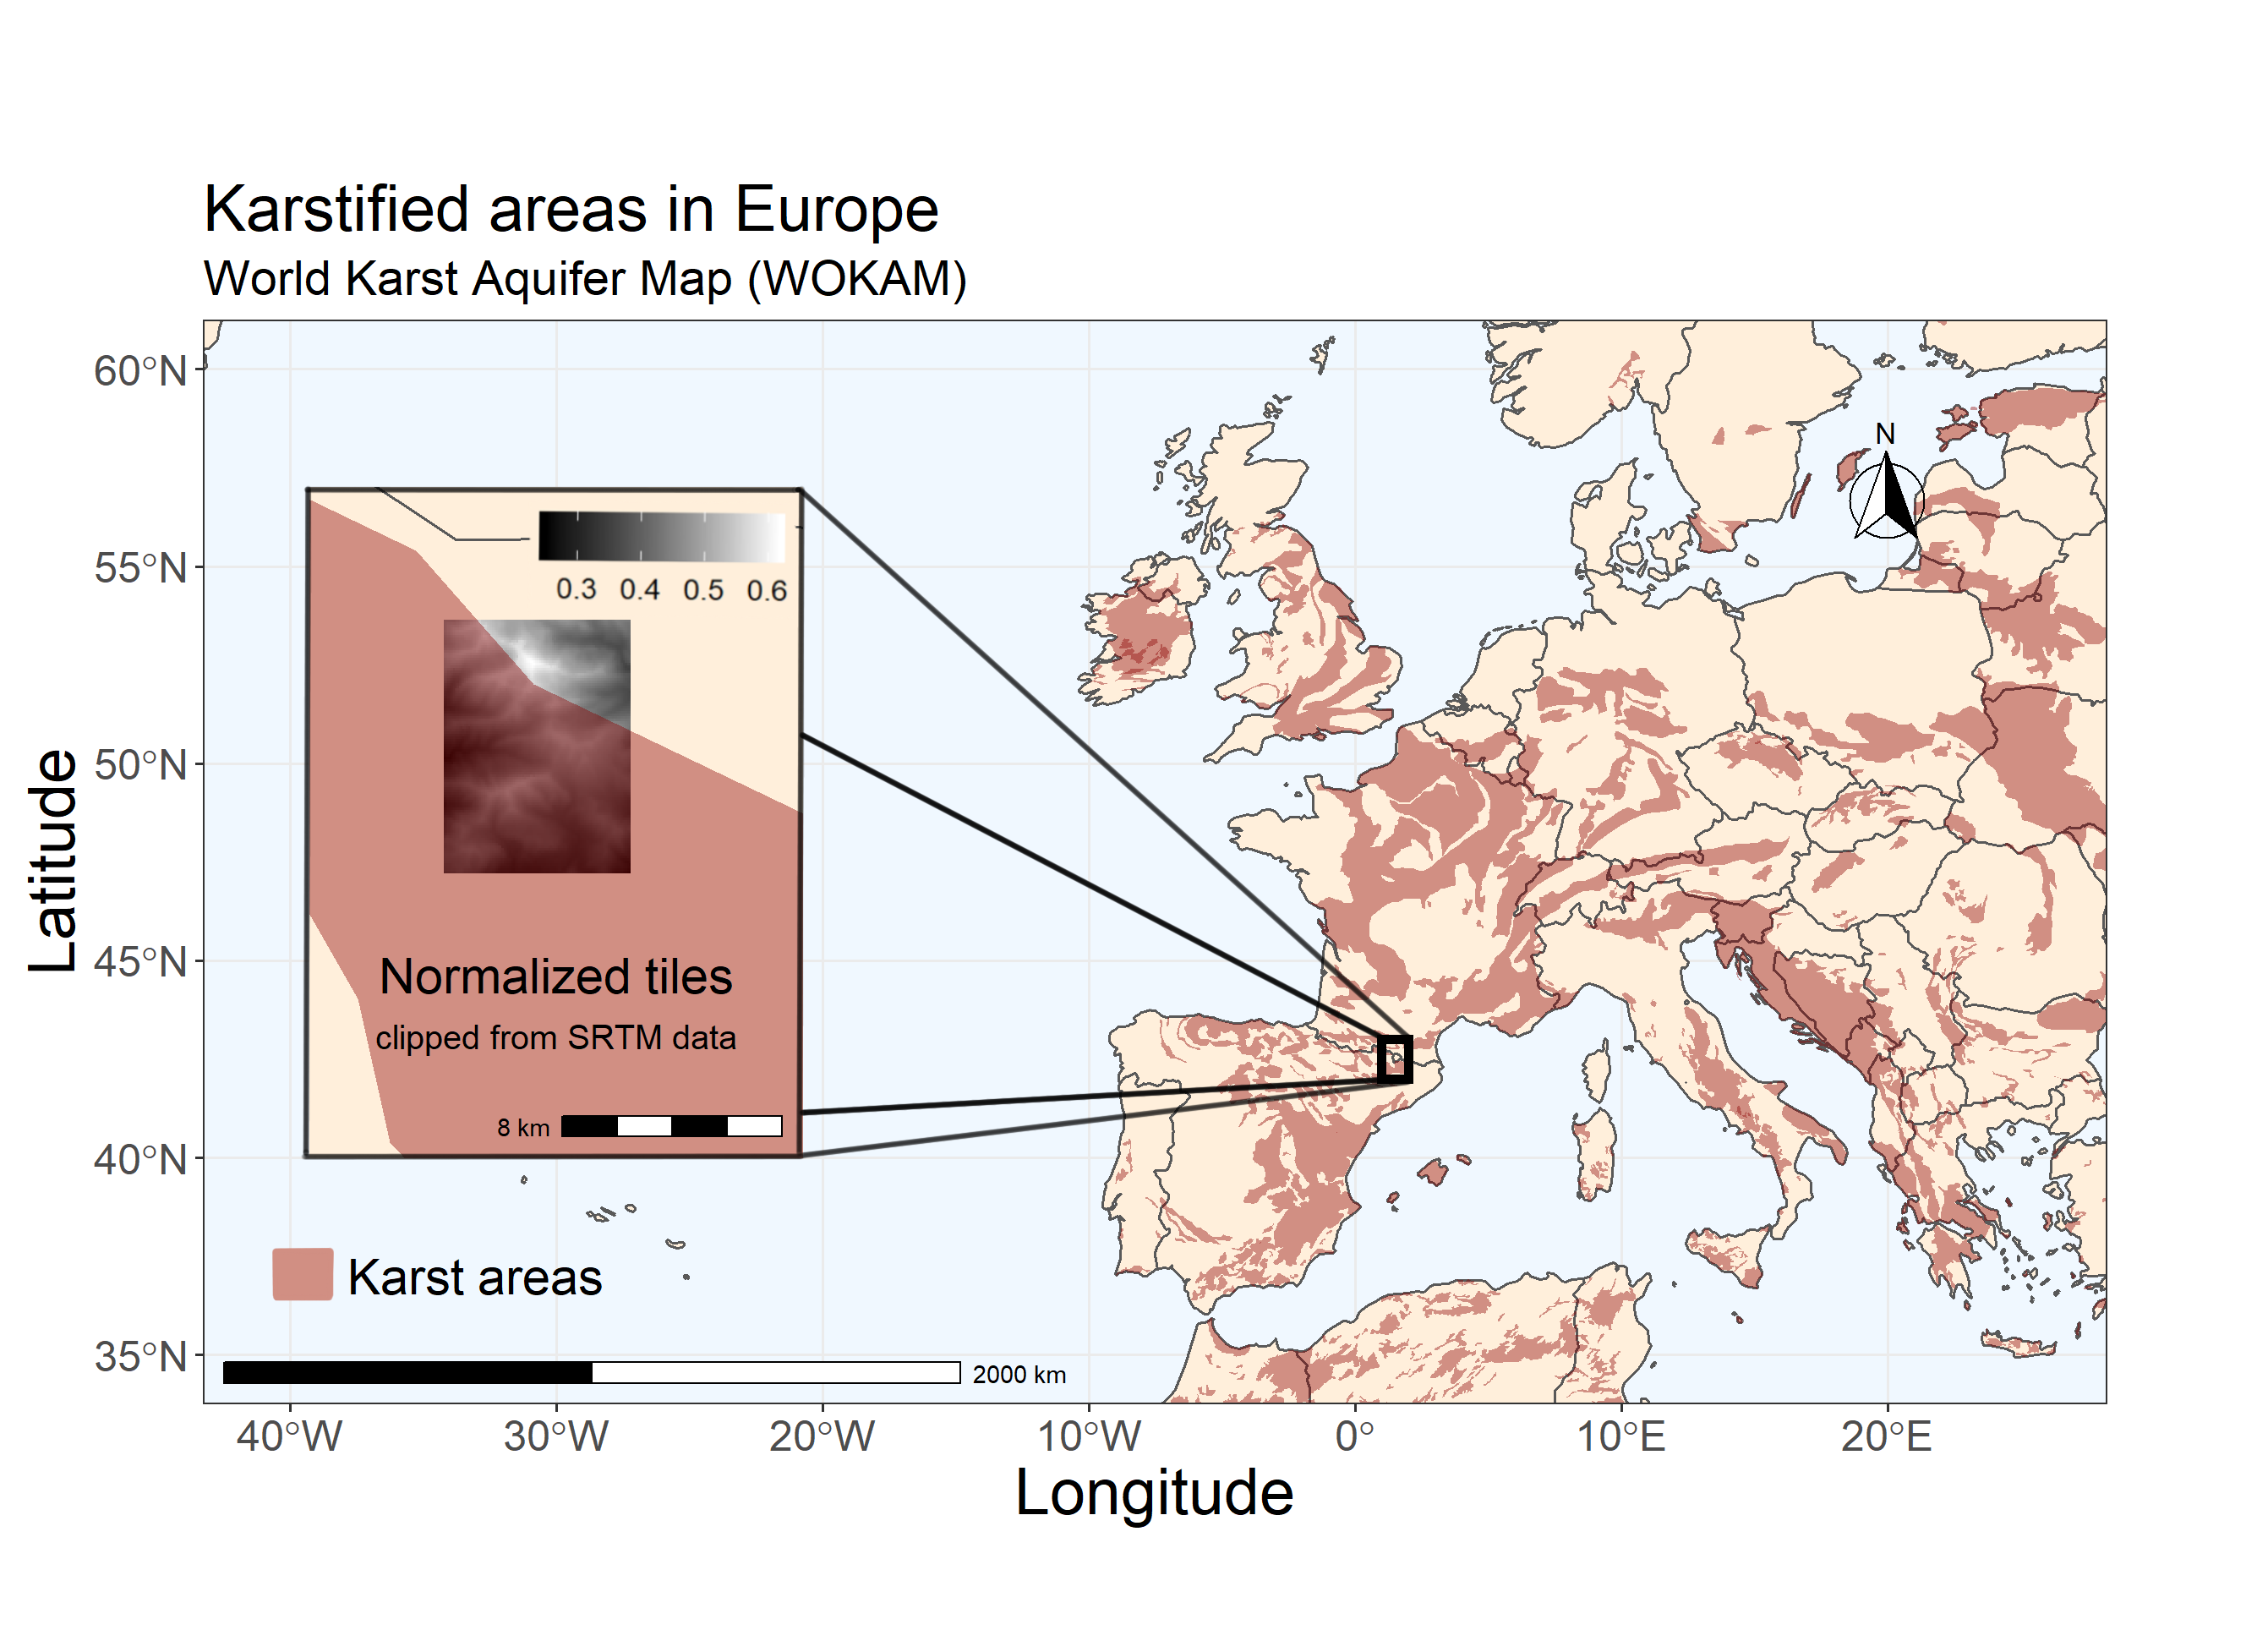 Karstified areas in Europe
World Karst Aquifer Map (WOKAM)
60°N
55°N
50°N
45°N
40°N
35°N
Latitude
N
0.3 0.4 0.5 0.6
Normalized tiles
clipped from SRTM data
8 km
Karst areas
2000 km
40°W 30°W 20°W 10°W 0° 10°E 20°E
Longitude